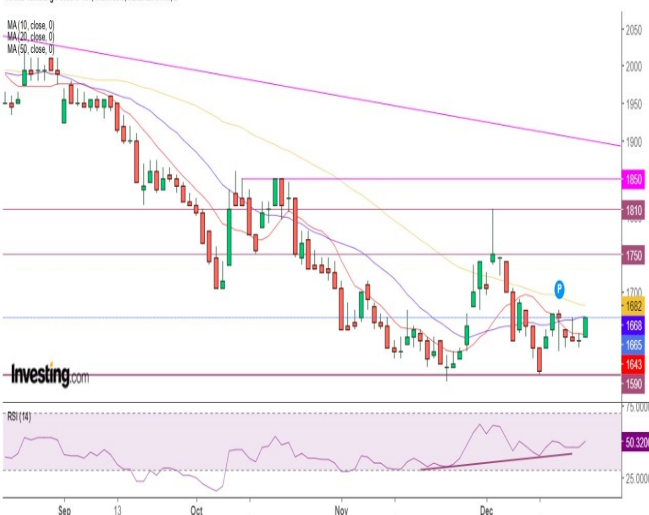 MA (10, close, 0)
MA (20, close, 0)
MA (50, close, 0)
2050
2000
1950
1900
1850
1810
1750
1700
1682
1668
1665
1643
1590
P
Investing.com
RSI (14)
75.0000
50.3200
25.0000
Sep
13
Oct
Nov
Dec